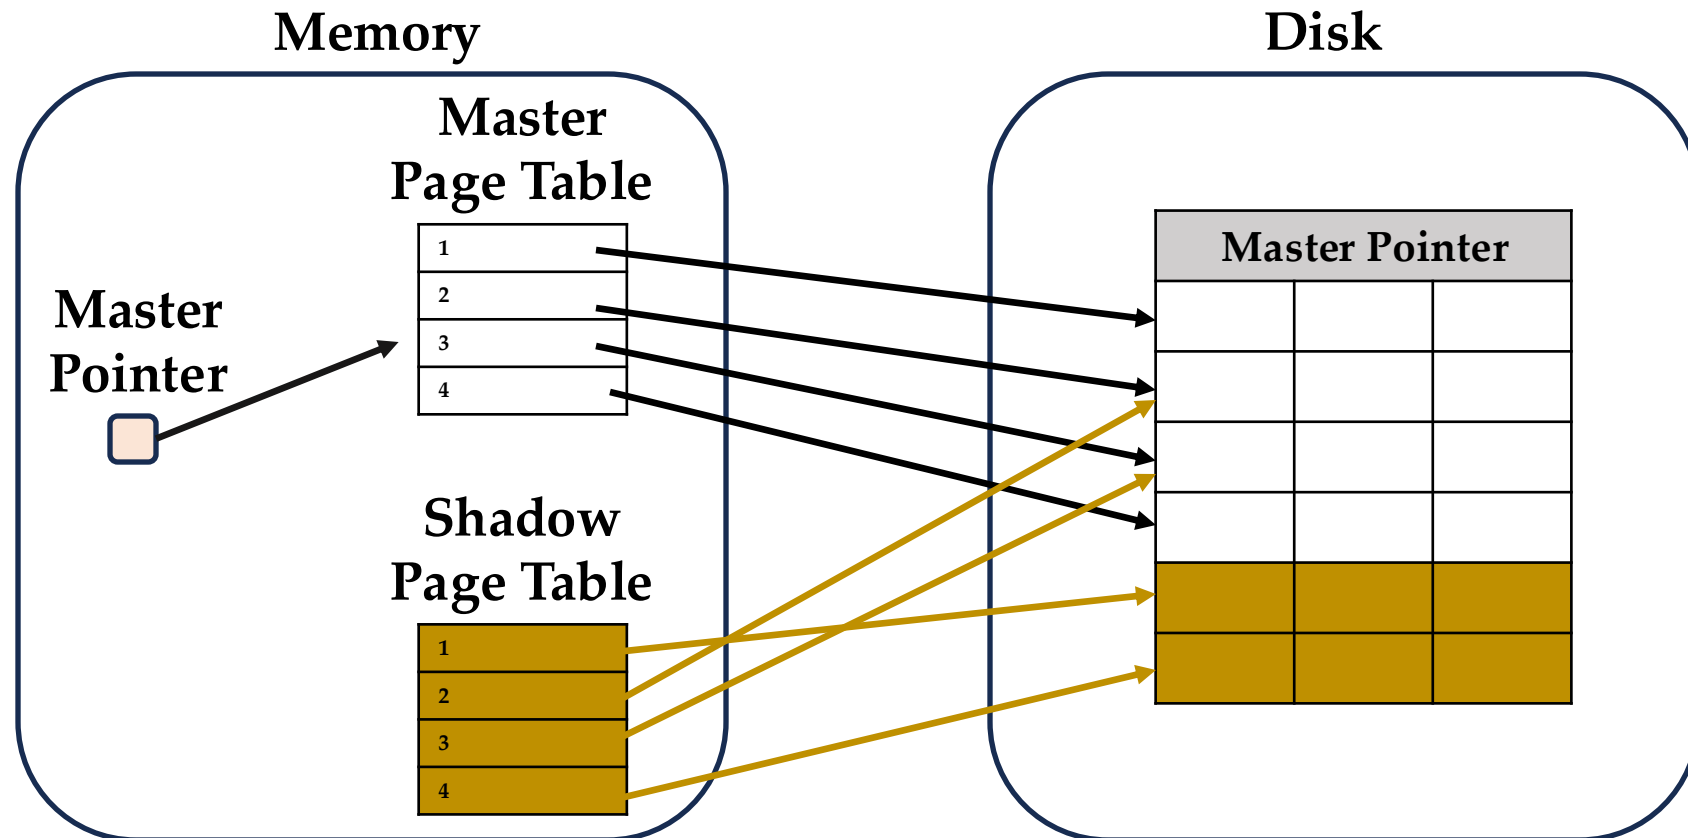 Memory
Disk
Master
Page Table
1
2
3
4
Master
Pointer
Master Pointer
Shadow
Page Table
1
2
3
4